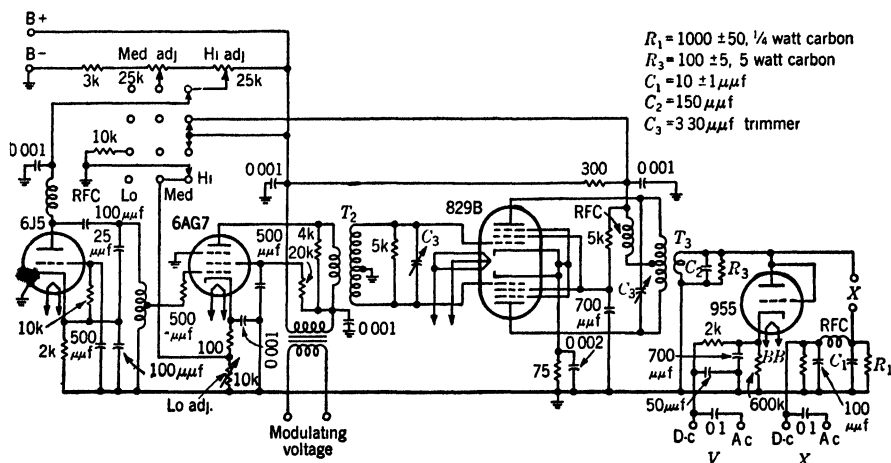 B+
B-
Med adj
Hi adj
3k
25k
25k
R₁ = 1000 ±50, ¼ watt carbon
R₃ = 100 ±5, 5 watt carbon
C₁ = 10 ±1 μμf
C₂ = 150 μμf
C₃ = 3 30 μμf trimmer
10k
0 001
RFC
Lo
Med
Hi
6J5
100 μμf
25 μμf
10k
2k
500 μμf
100 μμf
6AG7
500 μμf
500 μμf
4k
20k
100
0 001
10k
Lo adj.
0 001
0 001
Modulating voltage
T₂
5k
C₃
829B
300
0 001
RFC
5k
C₃
700 μμf
0 002
75
T₃
C₂
R₃
955
X
2k
700 μμf
BB
50μμf
600k
RFC
C₁
R₁
100 μμf
D-c
0 1
A c
V
D-c
0 1
A c
X